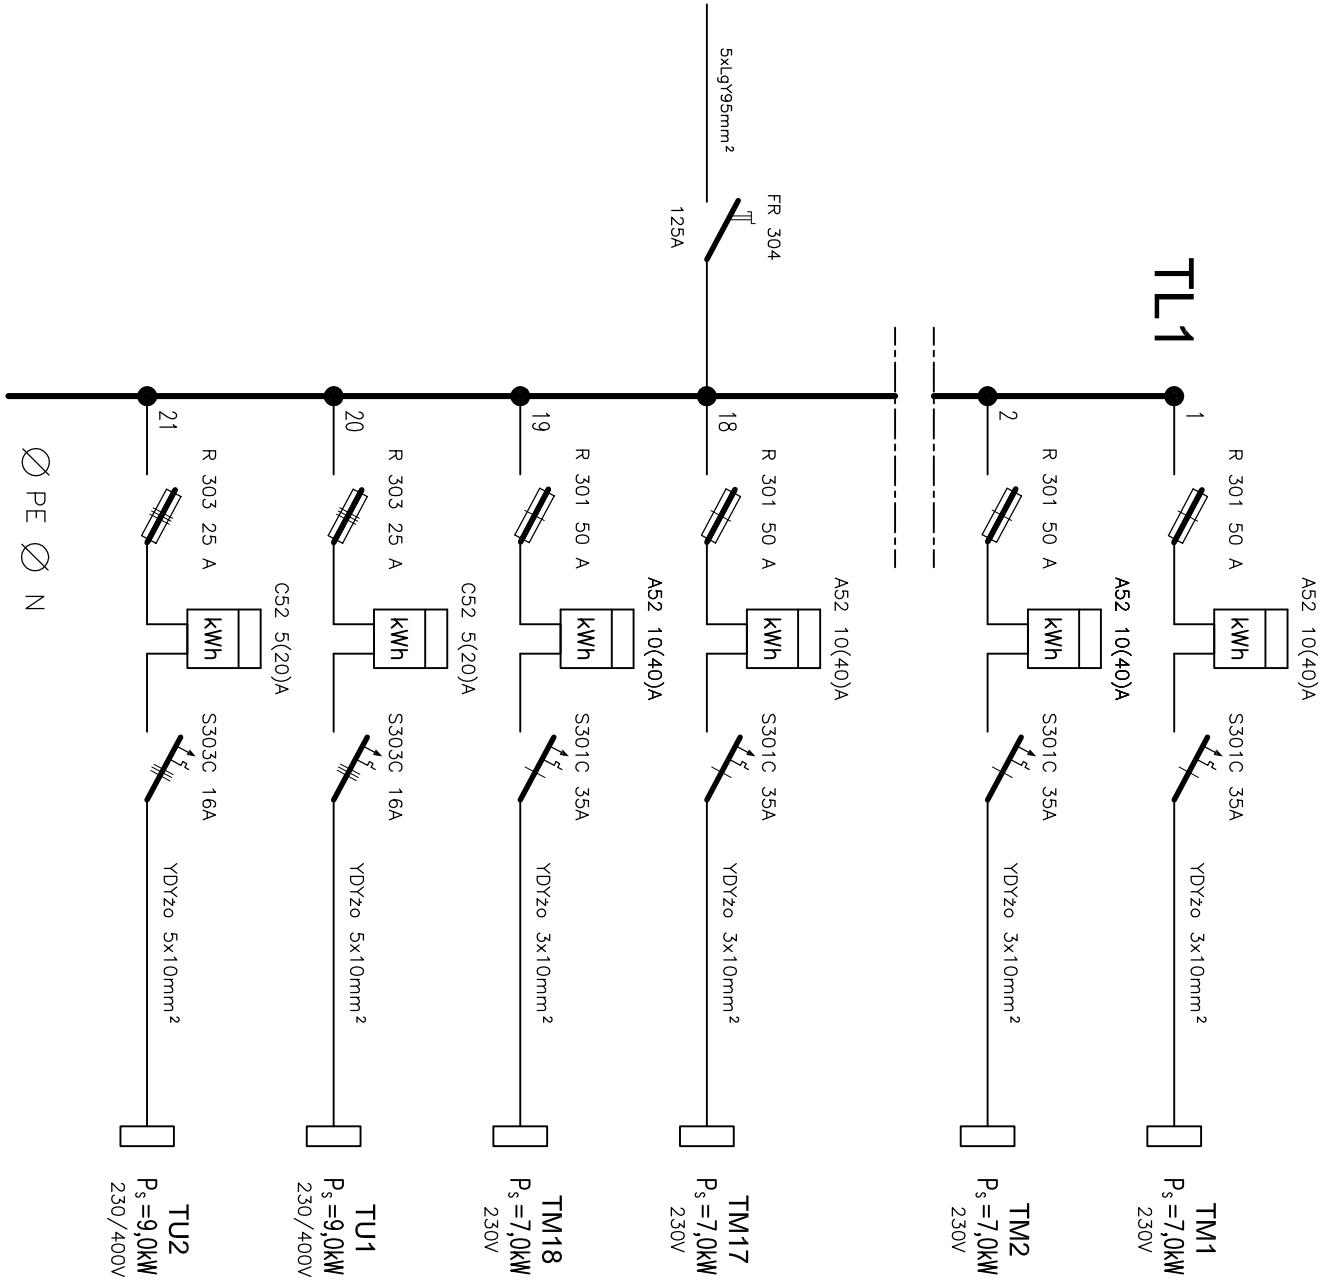 5xLgY95mm²
FR 304
125A
TL1
1
R 301 50 A
A52 10(40)A
kWh
S301C 35A
YDYżo 3x10mm²
TM1
Ps=7,0kW
230V
2
R 301 50 A
A52 10(40)A
kWh
S301C 35A
YDYżo 3x10mm²
TM2
Ps=7,0kW
230V
18
R 301 50 A
A52 10(40)A
kWh
S301C 35A
YDYżo 3x10mm²
TM17
Ps=7,0kW
230V
19
R 301 50 A
A52 10(40)A
kWh
S301C 35A
YDYżo 3x10mm²
TM18
Ps=7,0kW
230V
20
R 303 25 A
C52 5(20)A
kWh
S303C 16A
YDYżo 5x10mm²
TU1
Ps=9,0kW
230/400V
21
R 303 25 A
C52 5(20)A
kWh
S303C 16A
YDYżo 5x10mm²
TU2
Ps=9,0kW
230/400V
PE N